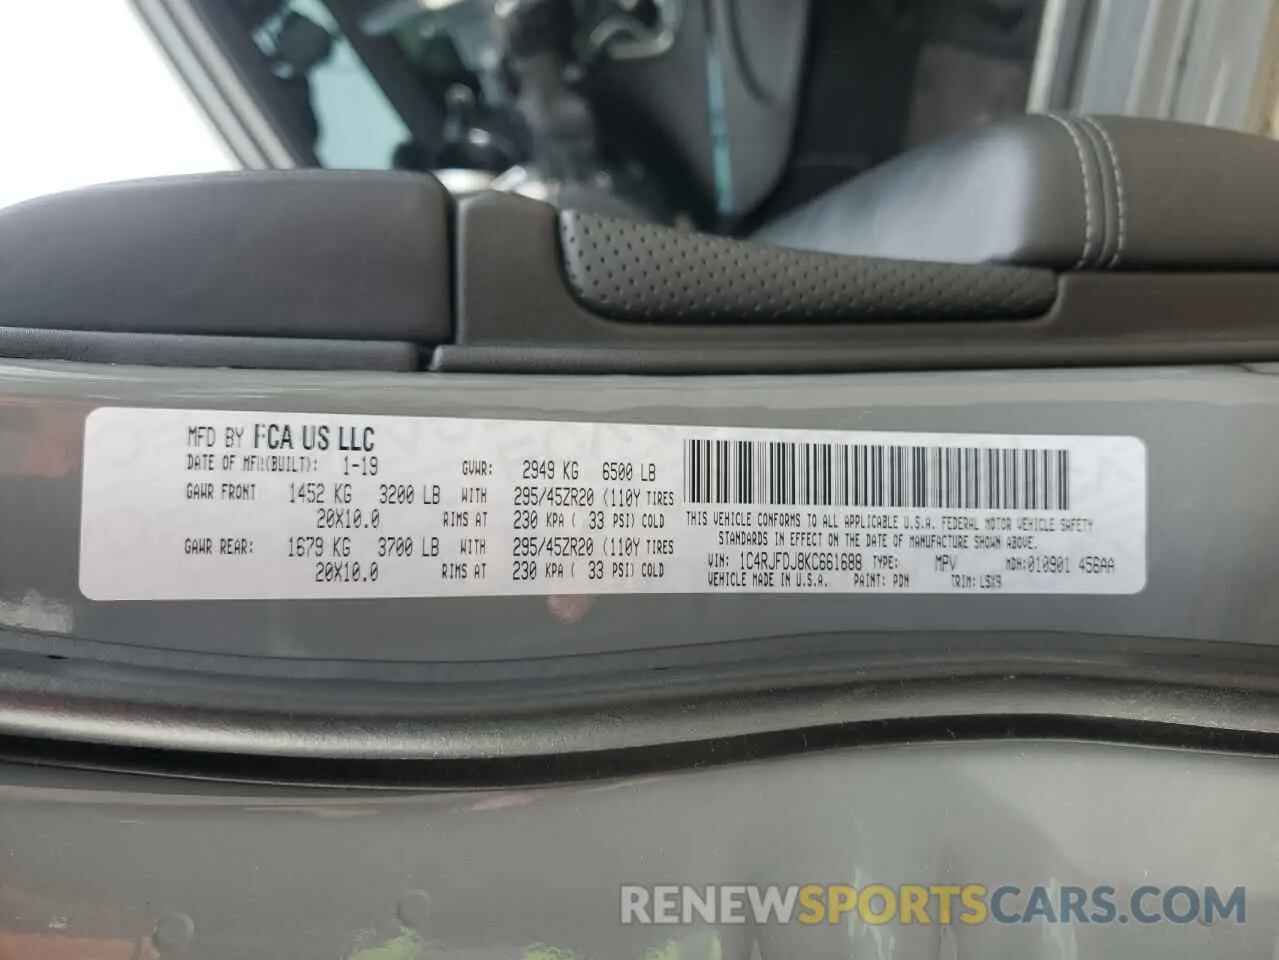 MFD BY FCA US LLC
DATE OF MFR(BUILT): 1-19 GVWR: 2949 KG 6500 LB
GAWR FRONT 1452 KG 3200 LB WITH 295/45ZR20 (110Y TIRES
20X10.0 RIMS AT 230 KPA ( 33 PSI) COLD
GAWR REAR: 1679 KG 3700 LB WITH 295/45ZR20 (110Y TIRES
20X10.0 RIMS AT 230 KPA ( 33 PSI) COLD
THIS VEHICLE CONFORMS TO ALL APPLICABLE U.S.A. FEDERAL MOTOR VEHICLE SAFETY
STANDARDS IN EFFECT ON THE DATE OF MANUFACTURE SHOWN ABOVE.
VIN: 1C4RJFDJ8KC661688 TYPE: MPV MDH:010901 456AA
VEHICLE MADE IN U.S.A. PAINT: PDN TRIM: LSX9
RENEWSPORTSCARS.COM